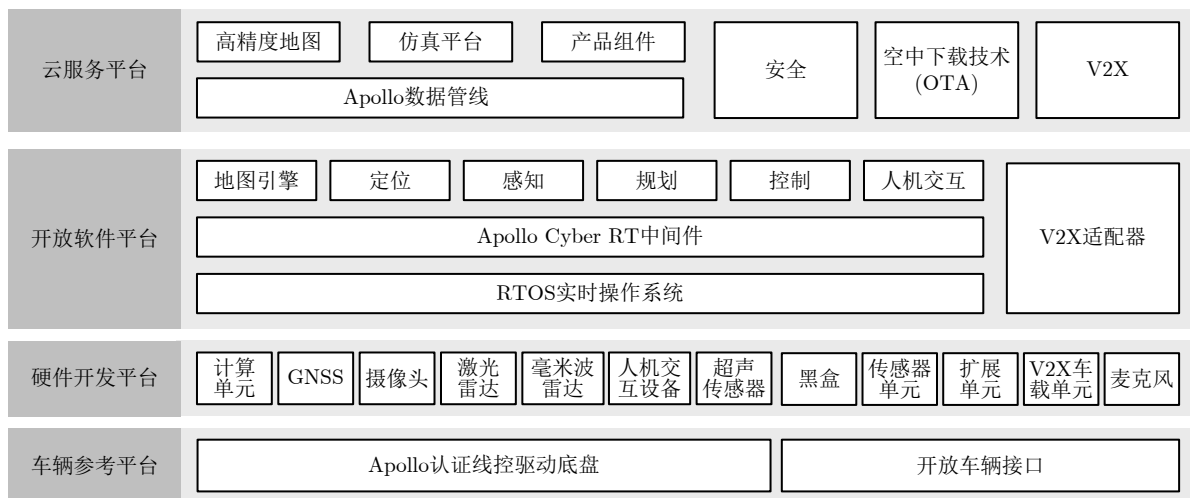 云服务平台
高精度地图
仿真平台
产品组件
Apollo数据管线
安全
空中下载技术
(OTA)
V2X
开放软件平台
地图引擎
定位
感知
规划
控制
人机交互
Apollo Cyber RT中间件
RTOS实时操作系统
V2X适配器
硬件开发平台
计算
单元
GNSS
摄像头
激光
雷达
毫米波
雷达
人机交
互设备
超声
传感器
黑盒
传感器
单元
扩展
单元
V2X车
载单元
麦克风
车辆参考平台
Apollo认证线控驱动底盘
开放车辆接口